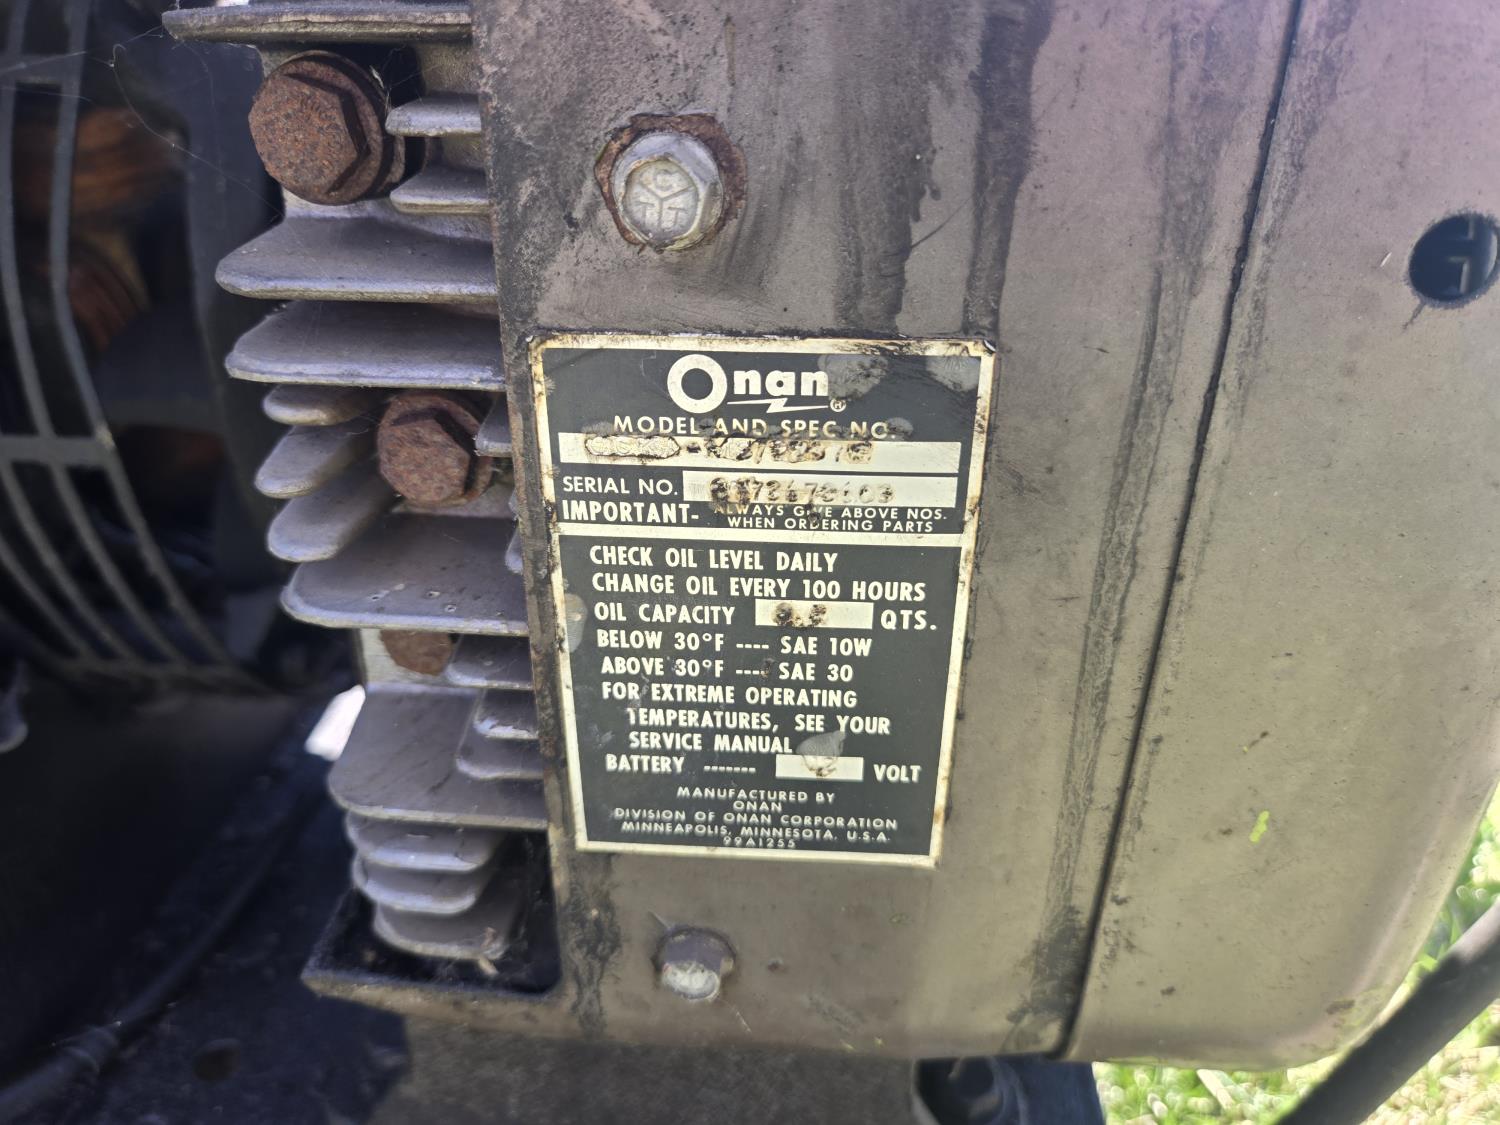 Onan®
MODEL AND SPEC NO.
SERIAL NO.
IMPORTANT- ALWAYS GIVE ABOVE NOS.
WHEN ORDERING PARTS
CHECK OIL LEVEL DAILY
CHANGE OIL EVERY 100 HOURS
OIL CAPACITY QTS.
BELOW 30°F ---- SAE 10W
ABOVE 30°F ---- SAE 30
FOR EXTREME OPERATING
TEMPERATURES, SEE YOUR
SERVICE MANUAL
BATTERY ------- VOLT
MANUFACTURED BY
ONAN
DIVISION OF ONAN CORPORATION
MINNEAPOLIS, MINNESOTA, U.S.A.
99A1255